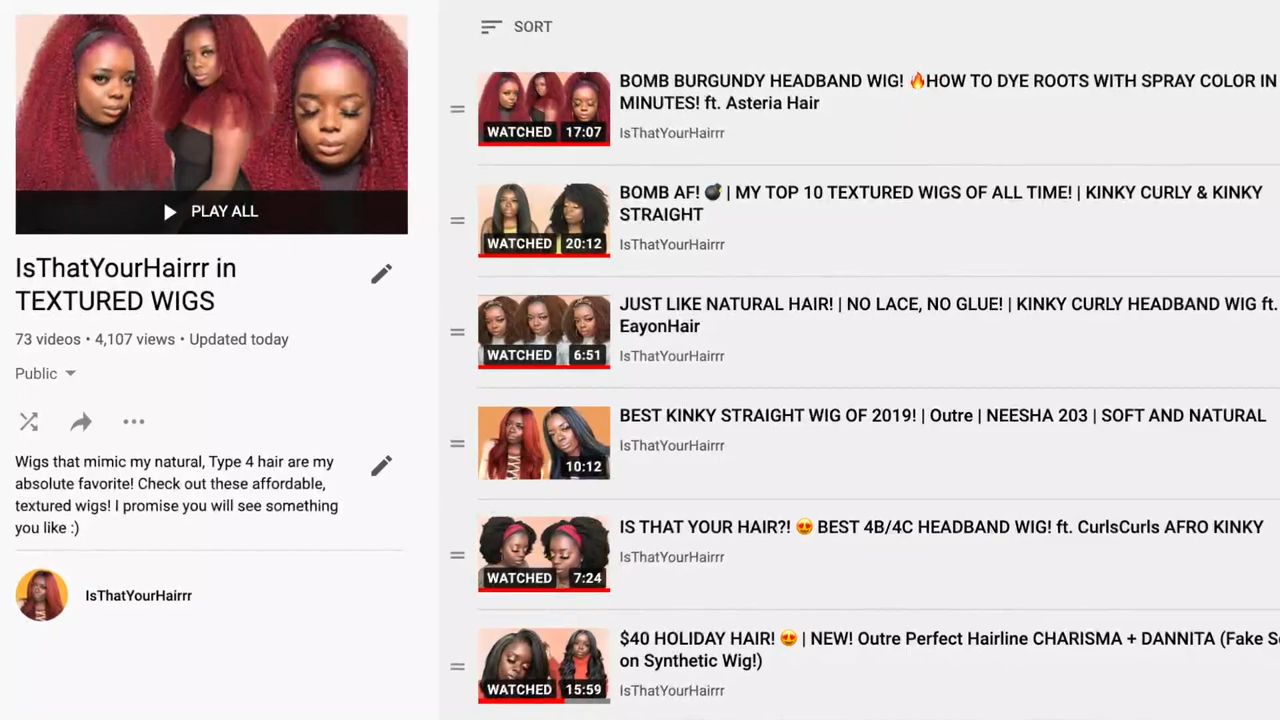 PLAY ALL
IsThatYourHairrr in
TEXTURED WIGS
73 videos • 4,107 views • Updated today
Public
Wigs that mimic my natural, Type 4 hair are my
absolute favorite! Check out these affordable,
textured wigs! I promise you will see something
you like :)
IsThatYourHairrr
SORT
BOMB BURGUNDY HEADBAND WIG! 🔥HOW TO DYE ROOTS WITH SPRAY COLOR IN
MINUTES! ft. Asteria Hair
WATCHED 17:07
IsThatYourHairrr
BOMB AF! 💣 | MY TOP 10 TEXTURED WIGS OF ALL TIME! | KINKY CURLY & KINKY
STRAIGHT
WATCHED 20:12
IsThatYourHairrr
JUST LIKE NATURAL HAIR! | NO LACE, NO GLUE! | KINKY CURLY HEADBAND WIG ft.
EayonHair
WATCHED 6:51
IsThatYourHairrr
BEST KINKY STRAIGHT WIG OF 2019! | Outre | NEESHA 203 | SOFT AND NATURAL
IsThatYourHairrr
10:12
IS THAT YOUR HAIR?! 😍 BEST 4B/4C HEADBAND WIG! ft. CurlsCurls AFRO KINKY
IsThatYourHairrr
WATCHED 7:24
$40 HOLIDAY HAIR! 😍 | NEW! Outre Perfect Hairline CHARISMA + DANNITA (Fake
on Synthetic Wig!)
WATCHED 15:59
IsThatYourHairrr